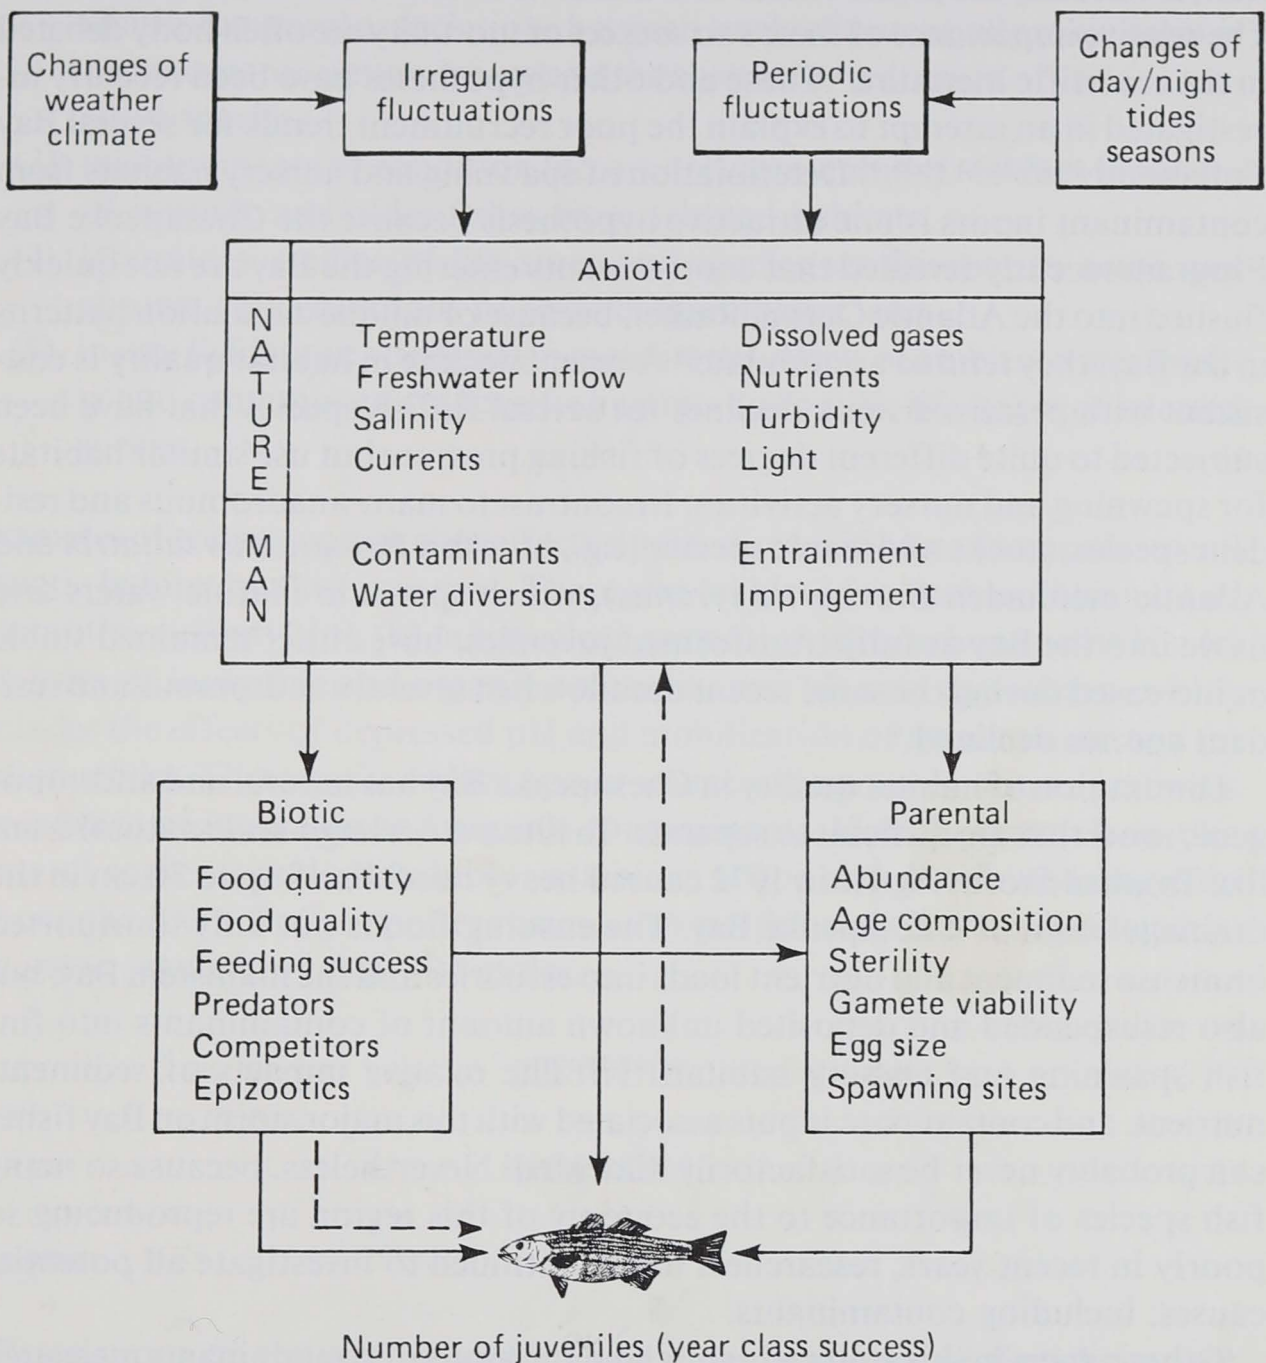 Changes of
weather
climate
Irregular
fluctuations
Periodic
fluctuations
Changes of
day/night
tides
seasons
Abiotic
NATURE
Temperature
Freshwater inflow
Salinity
Currents
Dissolved gases
Nutrients
Turbidity
Light
MAN
Contaminants
Water diversions
Entrainment
Impingement
Biotic
Food quantity
Food quality
Feeding success
Predators
Competitors
Epizootics
Parental
Abundance
Age composition
Sterility
Gamete viability
Egg size
Spawning sites
Number of juveniles (year class success)